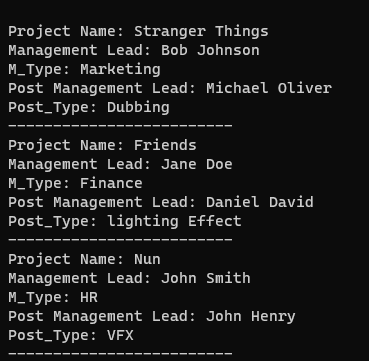 Project Name: Stranger Things
Management Lead: Bob Johnson
M_Type: Marketing
Post Management Lead: Michael Oliver
Post_Type: Dubbing
-------------------------
Project Name: Friends
Management Lead: Jane Doe
M_Type: Finance
Post Management Lead: Daniel David
Post_Type: lighting Effect
-------------------------
Project Name: Nun
Management Lead: John Smith
M_Type: HR
Post Management Lead: John Henry
Post_Type: VFX
-------------------------